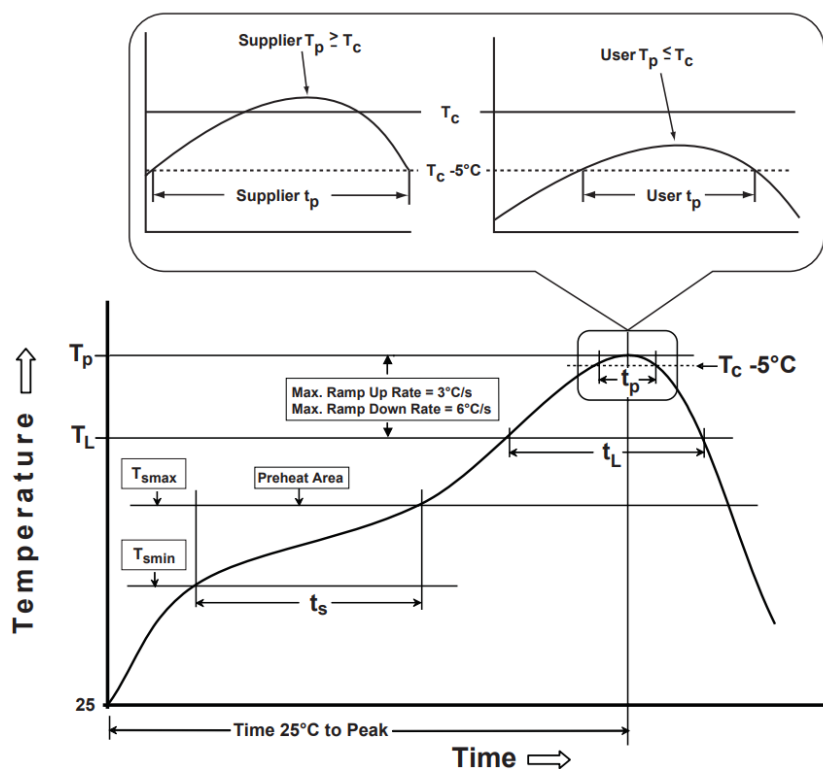 Supplier Tp ≥ Tc
User Tp ≤ Tc
Tc
Tc -5°C
Supplier tp
User tp
Tp
Tc -5°C
tp
Max. Ramp Up Rate = 3°C/s
Max. Ramp Down Rate = 6°C/s
TL
tL
Tsmax
Preheat Area
Tsmin
ts
Temperature
25
Time 25°C to Peak
Time